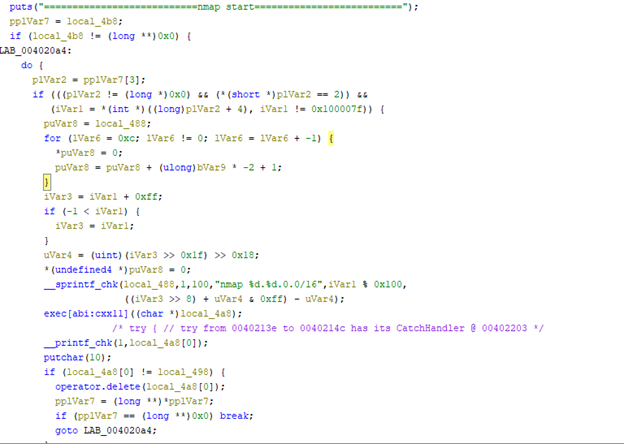 puts("===========================nmap start==========================");
pplVar7 = local_4b8;
if (local_4b8 != (long **)0x0) {
LAB_004020a4:
do {
plVar2 = pplVar7[3];
if (((plVar2 != (long *)0x0) && (*(short *)plVar2 == 2)) &&
(iVar1 = *(int *)((long)plVar2 + 4), iVar1 != 0x100007f)) {
puVar8 = local_488;
for (lVar6 = 0xc; lVar6 != 0; lVar6 = lVar6 + -1) {
*puVar8 = 0;
puVar8 = puVar8 + (ulong)bVar9 * -2 + 1;
}
iVar3 = iVar1 + 0xff;
if (-1 < iVar1) {
iVar3 = iVar1;
}
uVar4 = (uint)(iVar3 >> 0x1f) >> 0x18;
*(undefined4 *)puVar8 = 0;
__sprintf_chk(local_488,1,100,"nmap %d.%d.0.0/16",iVar1 % 0x100,
((iVar3 >> 8) + uVar4 & 0xff) - uVar4);
exec[abi:cxx11]((char *)local_4a8);
/* try { // try from 0040213e to 0040214c has its CatchHandler @ 00402203 */
__printf_chk(1,local_4a8[0]);
putchar(10);
if (local_4a8[0] != local_498) {
operator.delete(local_4a8[0]);
pplVar7 = (long **)*pplVar7;
if (pplVar7 == (long **)0x0) break;
goto LAB_004020a4;